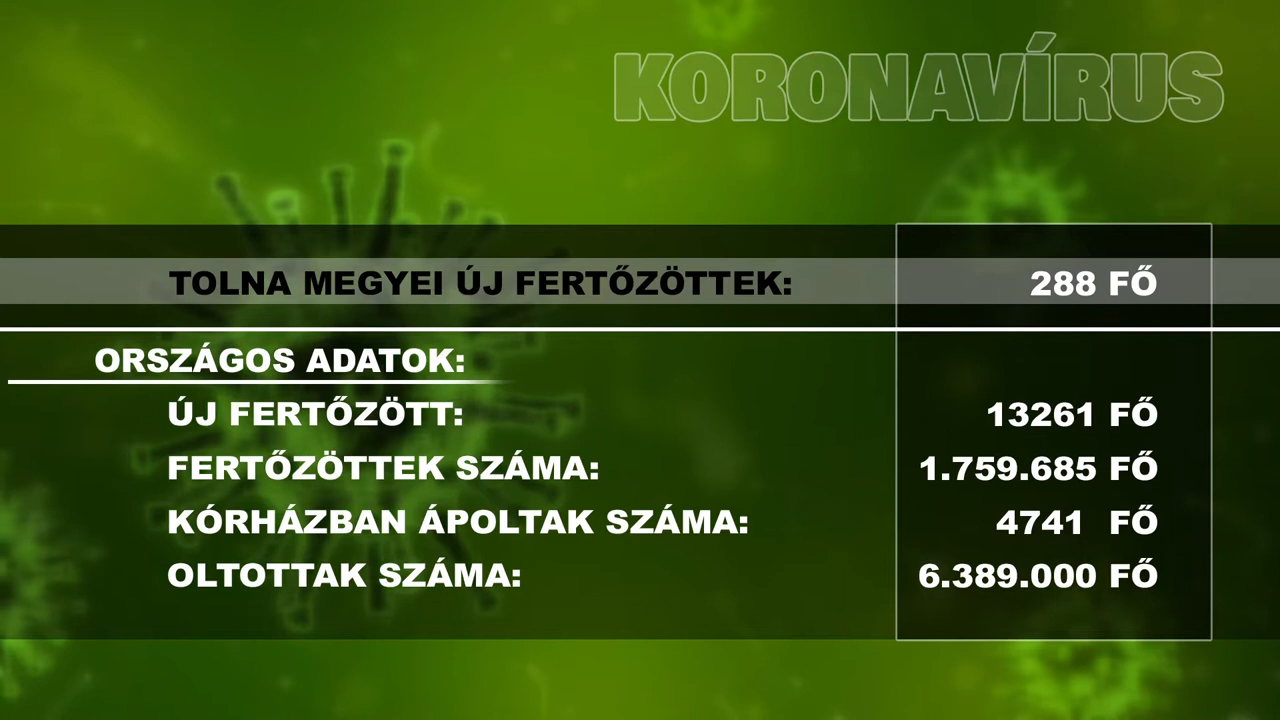 KORONAVÍRUS
TOLNA MEGYEI ÚJ FERTŐZÖTTEK: 288 FŐ
ORSZÁGOS ADATOK:
ÚJ FERTŐZÖTT: 13261 FŐ
FERTŐZÖTTEK SZÁMA: 1.759.685 FŐ
KÓRHÁZBAN ÁPOLTAK SZÁMA: 4741 FŐ
OLTOTTAK SZÁMA: 6.389.000 FŐ